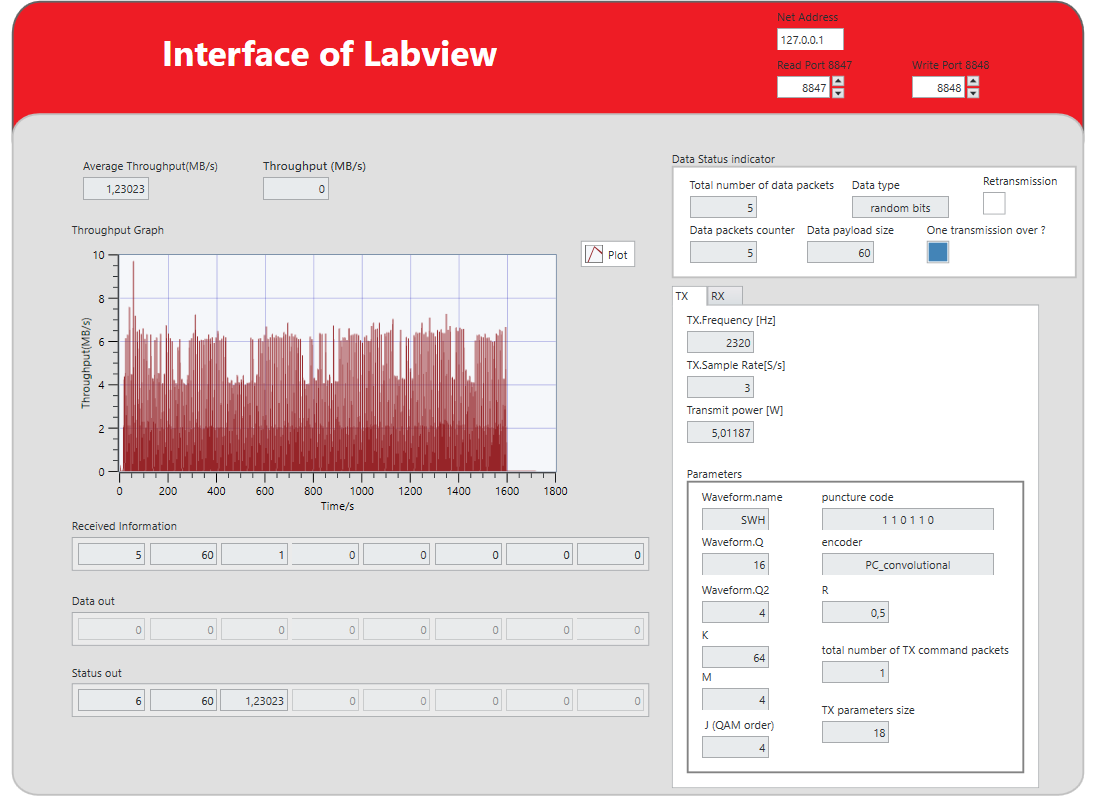 Interface of Labview
Net Address
127.0.0.1
Read Port 8847
Write Port 8848
8847
8848
Average Throughput(MB/s)
Throughput (MB/s)
1,23023
0
Throughput Graph
Plot
Throughput(MB/s)
10
8
6
4
2
0
0 200 400 600 800 1000 1200 1400 1600 1800
Time/s
Received Information
5 60 1 0 0 0 0 0
Data out
0 0 0 0 0 0 0 0
Status out
6 60 1,23023 0 0 0 0 0
Data Status indicator
Total number of data packets
Data type
Retransmission
5
random bits
Data packets counter
Data payload size
One transmission over ?
5
60
TX RX
TX.Frequency [Hz]
2320
TX.Sample Rate[S/s]
3
Transmit power [W]
5,01187
Parameters
Waveform.name
puncture code
SWH
1 1 0 1 1 0
Waveform.Q
encoder
16
PC_convolutional
Waveform.Q2
R
4
0,5
K
64
total number of TX command packets
1
M
4
TX parameters size
18
J (QAM order)
4